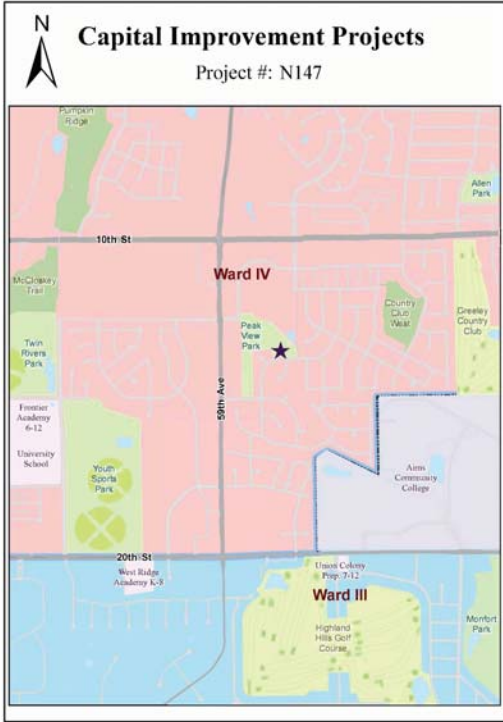 N
Capital Improvement Projects
Project #: N147
Pumpkin
Ridge
Allen
Park
10th St
Ward IV
McCloskey
Trail
Country
Club
West
Greeley
Country
Club
Peak
View
Park
Twin
Rivers
Park
59th Ave
Frontier
Academy
6-12
University
School
Youth
Sports
Park
Aims
Community
College
20th St
West Ridge
Academy K-8
Union Colony
Prep. 7-12
Ward III
Highland
Hills Golf
Course
Monfort
Park